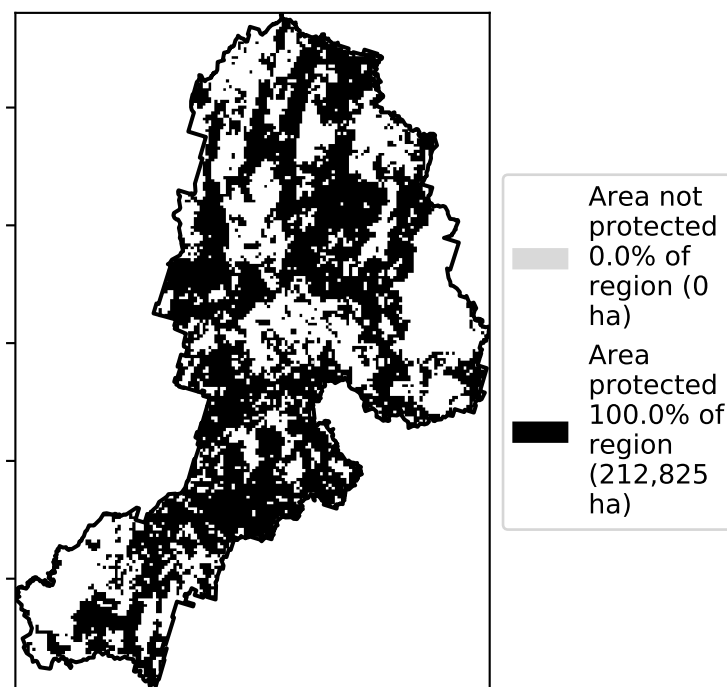 Area not
protected
0.0% of
region (0
ha)
Area
protected
100.0% of
region
(212,825
ha)